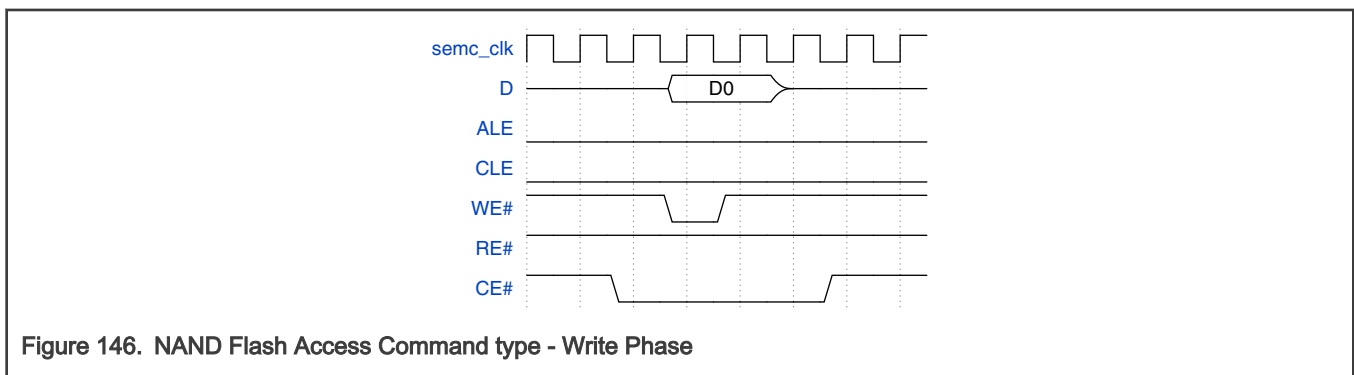 semc_clk
D
D0
ALE
CLE
WE#
RE#
CE#
Figure 146. NAND Flash Access Command type - Write Phase